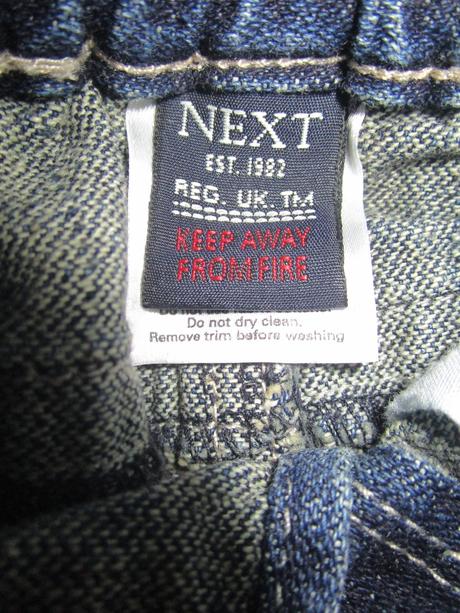 NEXT
EST. 1982
REG. UK. TM
KEEP AWAY
FROM FIRE
Do not dry clean.
Remove trim before washing